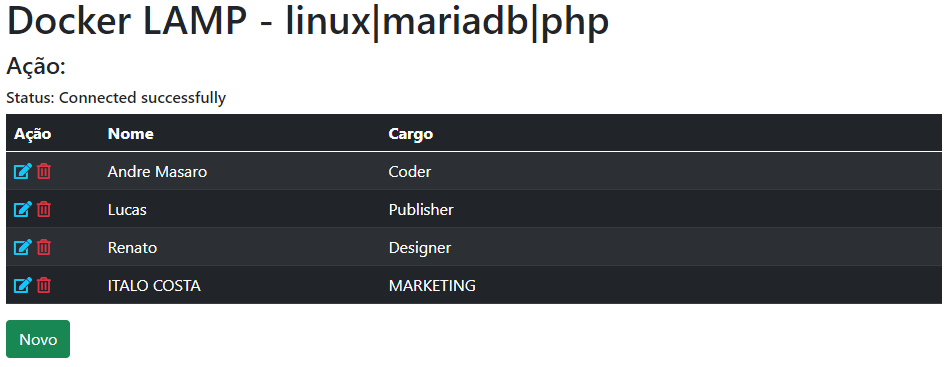 Docker LAMP - linux|mariadb|php
Ação:
Status: Connected successfully
Ação Nome Cargo
Andre Masaro Coder
Lucas Publisher
Renato Designer
ITALO COSTA MARKETING
Novo